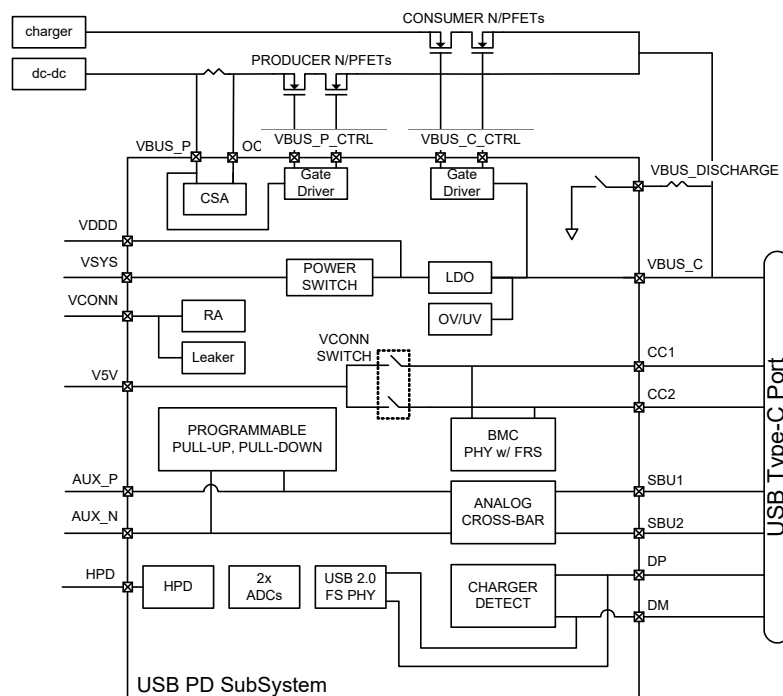 CONSUMER N/PFETs
charger
PRODUCER N/PFETs
dc-dc
VBUS_P
OC
VBUS_P_CTRL
VBUS_C_CTRL
Gate
Driver
Gate
Driver
CSA
VBUS_DISCHARGE
VDDD
VSYS
POWER
SWITCH
LDO
VBUS_C
VCONN
RA
OV/UV
Leaker
VCONN
SWITCH
CC1
V5V
CC2
PROGRAMMABLE
PULL-UP, PULL-DOWN
BMC
PHY w/ FRS
AUX_P
SBU1
ANALOG
CROSS-BAR
AUX_N
SBU2
USB Type-C Port
HPD
HPD
2x
ADCs
USB 2.0
FS PHY
CHARGER
DETECT
DP
DM
USB PD SubSystem